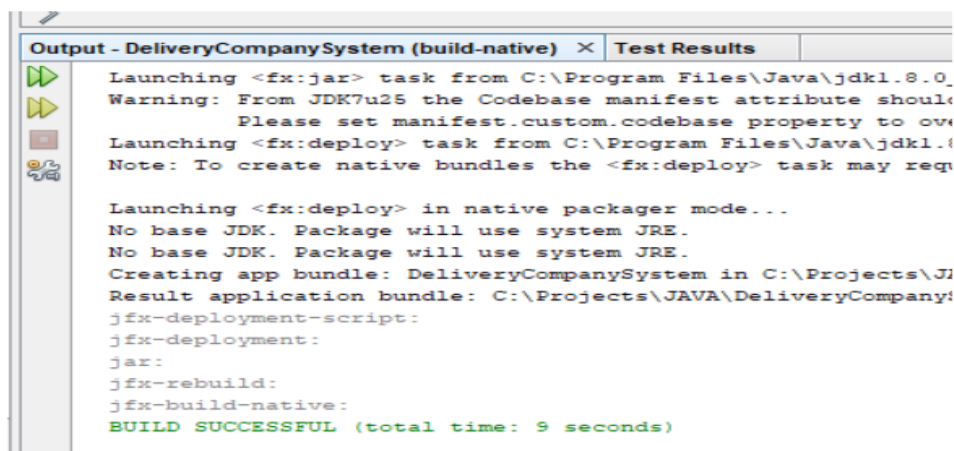 Output - DeliveryCompanySystem (build-native) × Test Results
Launching <fx:jar> task from C:\Program Files\Java\jdk1.8.0_
Warning: From JDK7u25 the Codebase manifest attribute should
Please set manifest.custom.codebase property to ove
Launching <fx:deploy> task from C:\Program Files\Java\jdk1.8
Note: To create native bundles the <fx:deploy> task may requ
Launching <fx:deploy> in native packager mode...
No base JDK. Package will use system JRE.
No base JDK. Package will use system JRE.
Creating app bundle: DeliveryCompanySystem in C:\Projects\JA
Result application bundle: C:\Projects\JAVA\DeliveryCompanyS
jfx-deployment-script:
jfx-deployment:
jar:
jfx-rebuild:
jfx-build-native:
BUILD SUCCESSFUL (total time: 9 seconds)